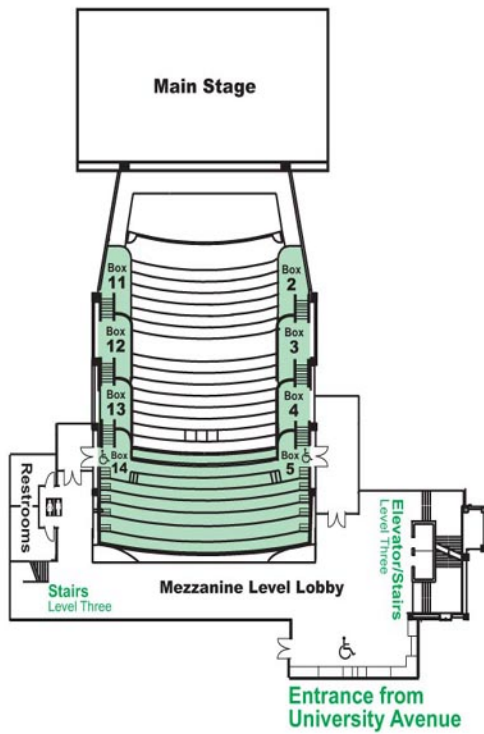 Main Stage
Box
11
Box
2
Box
12
Box
3
Box
13
Box
4
Box
14
Box
5
Restrooms
Elevator/Stairs
Level Three
Stairs
Level Three
Mezzanine Level Lobby
Entrance from
University Avenue